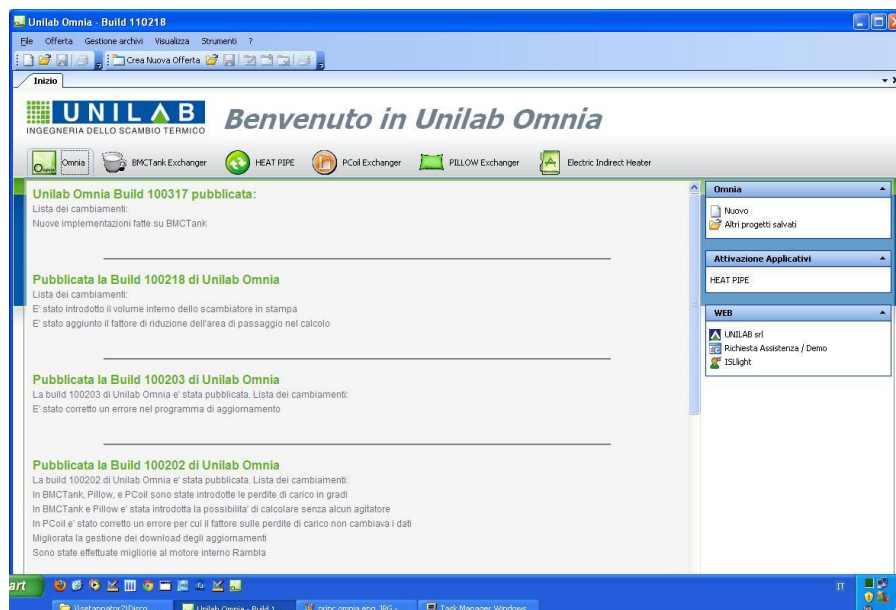 Unilab Omnia - Build 110218
File Offerta Gestione archivi Visualizza Strumenti ?
Crea Nuova Offerta
Inizio
UNILAB
INGEGNERIA DELLO SCAMBIO TERMICO
Benvenuto in Unilab Omnia
OMNIA Omnia BMCTank Exchanger HEAT PIPE PCoil Exchanger PILLOW Exchanger Electric Indirect Heater
Unilab Omnia Build 100317 pubblicata:
Lista dei cambiamenti:
Nuove implementazioni fatte su BMCTank
Pubblicata la Build 100218 di Unilab Omnia
Lista dei cambiamenti:
E' stato introdotto il volume interno dello scambiatore in stampa
E' stato aggiunto il fattore di riduzione dell'area di passaggio nel calcolo
Pubblicata la Build 100203 di Unilab Omnia
La build 100203 di Unilab Omnia e' stata pubblicata. Lista dei cambiamenti:
E' stato corretto un errore nel programma di aggiornamento
Pubblicata la Build 100202 di Unilab Omnia
La build 100202 di Unilab Omnia e' stata pubblicata. Lista dei cambiamenti:
In BMCTank, Pillow, e PCoil sono state introdotte le perdite di carico in gradi
In BMCTank e Pillow e' stata introdotta la possibilita' di calcolare senza alcun agitatore
In PCoil e' stato corretto un errore per cui il fattore sulle perdite di carico non cambiava i dati
Migliorata la gestione dei download degli aggiornamenti
Sono state effettuate migliorie al motore interno Rambla
Omnia
Nuovo
Altri progetti salvati
Attivazione Applicativi
HEAT PIPE
WEB
UNILAB srl
Richiesta Assistenza / Demo
ISLlight
art
IT
Unilab Omnia - Build 1...
princ omnia eng.JPG -
Task Manager Windows